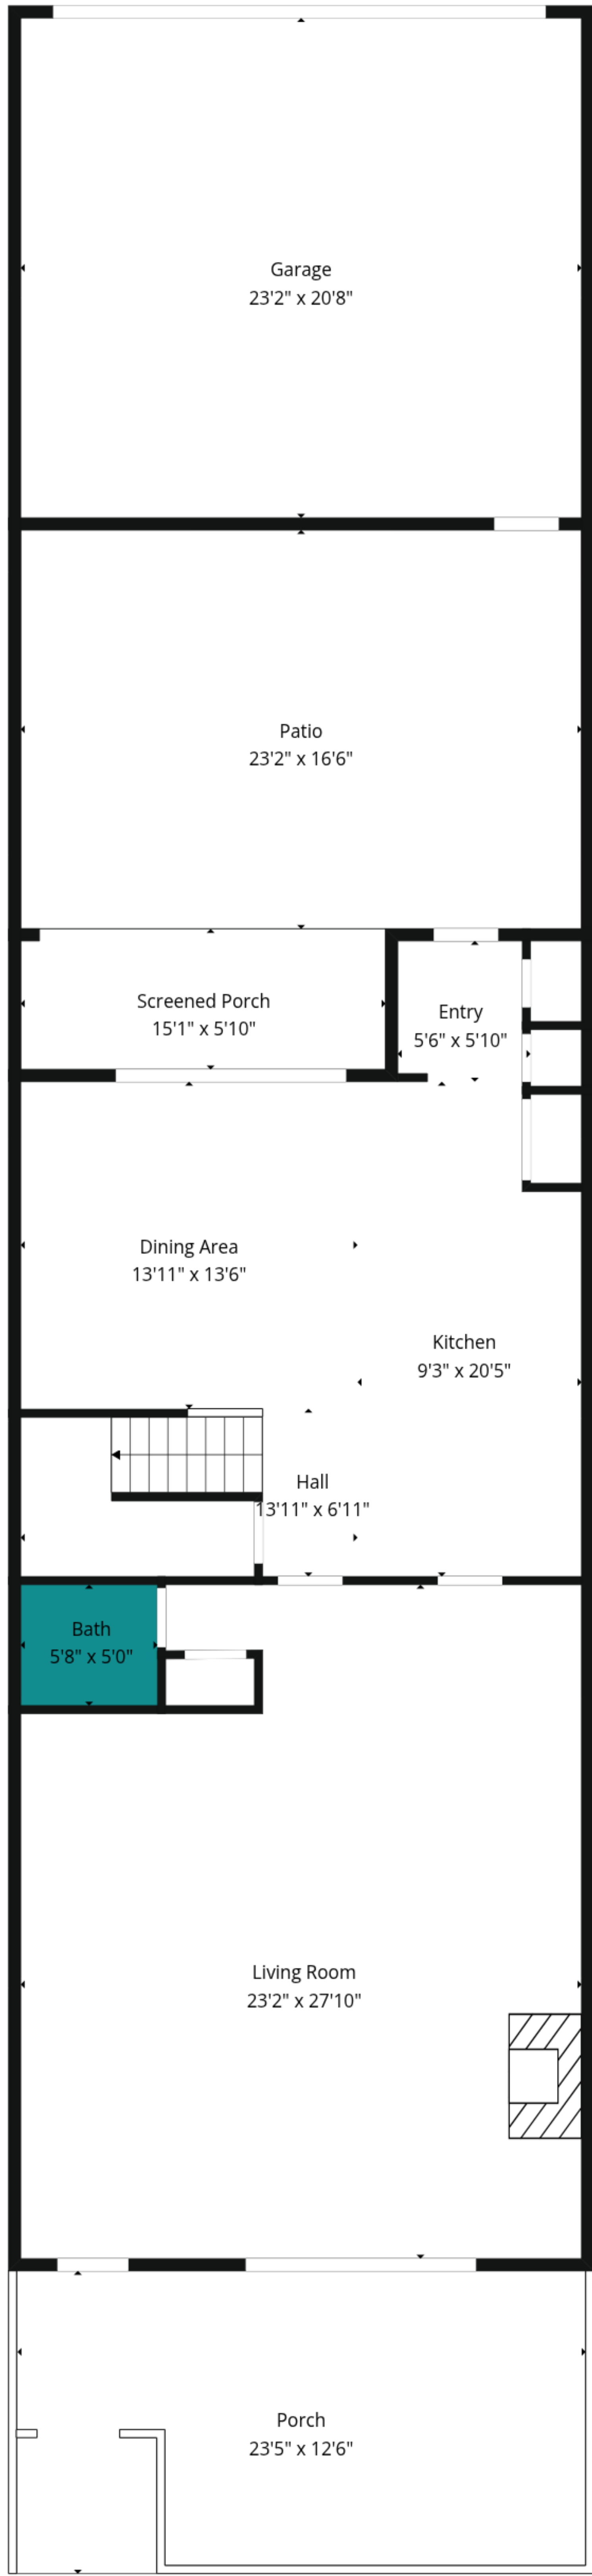 Garage
23'2" x 20'8"
Patio
23'2" x 16'6"
Screened Porch
15'1" x 5'10"
Entry
5'6" x 5'10"
Dining Area
13'11" x 13'6"
Kitchen
9'3" x 20'5"
Hall
13'11" x 6'11"
Bath
5'8" x 5'0"
Living Room
23'2" x 27'10"
Porch
23'5" x 12'6"